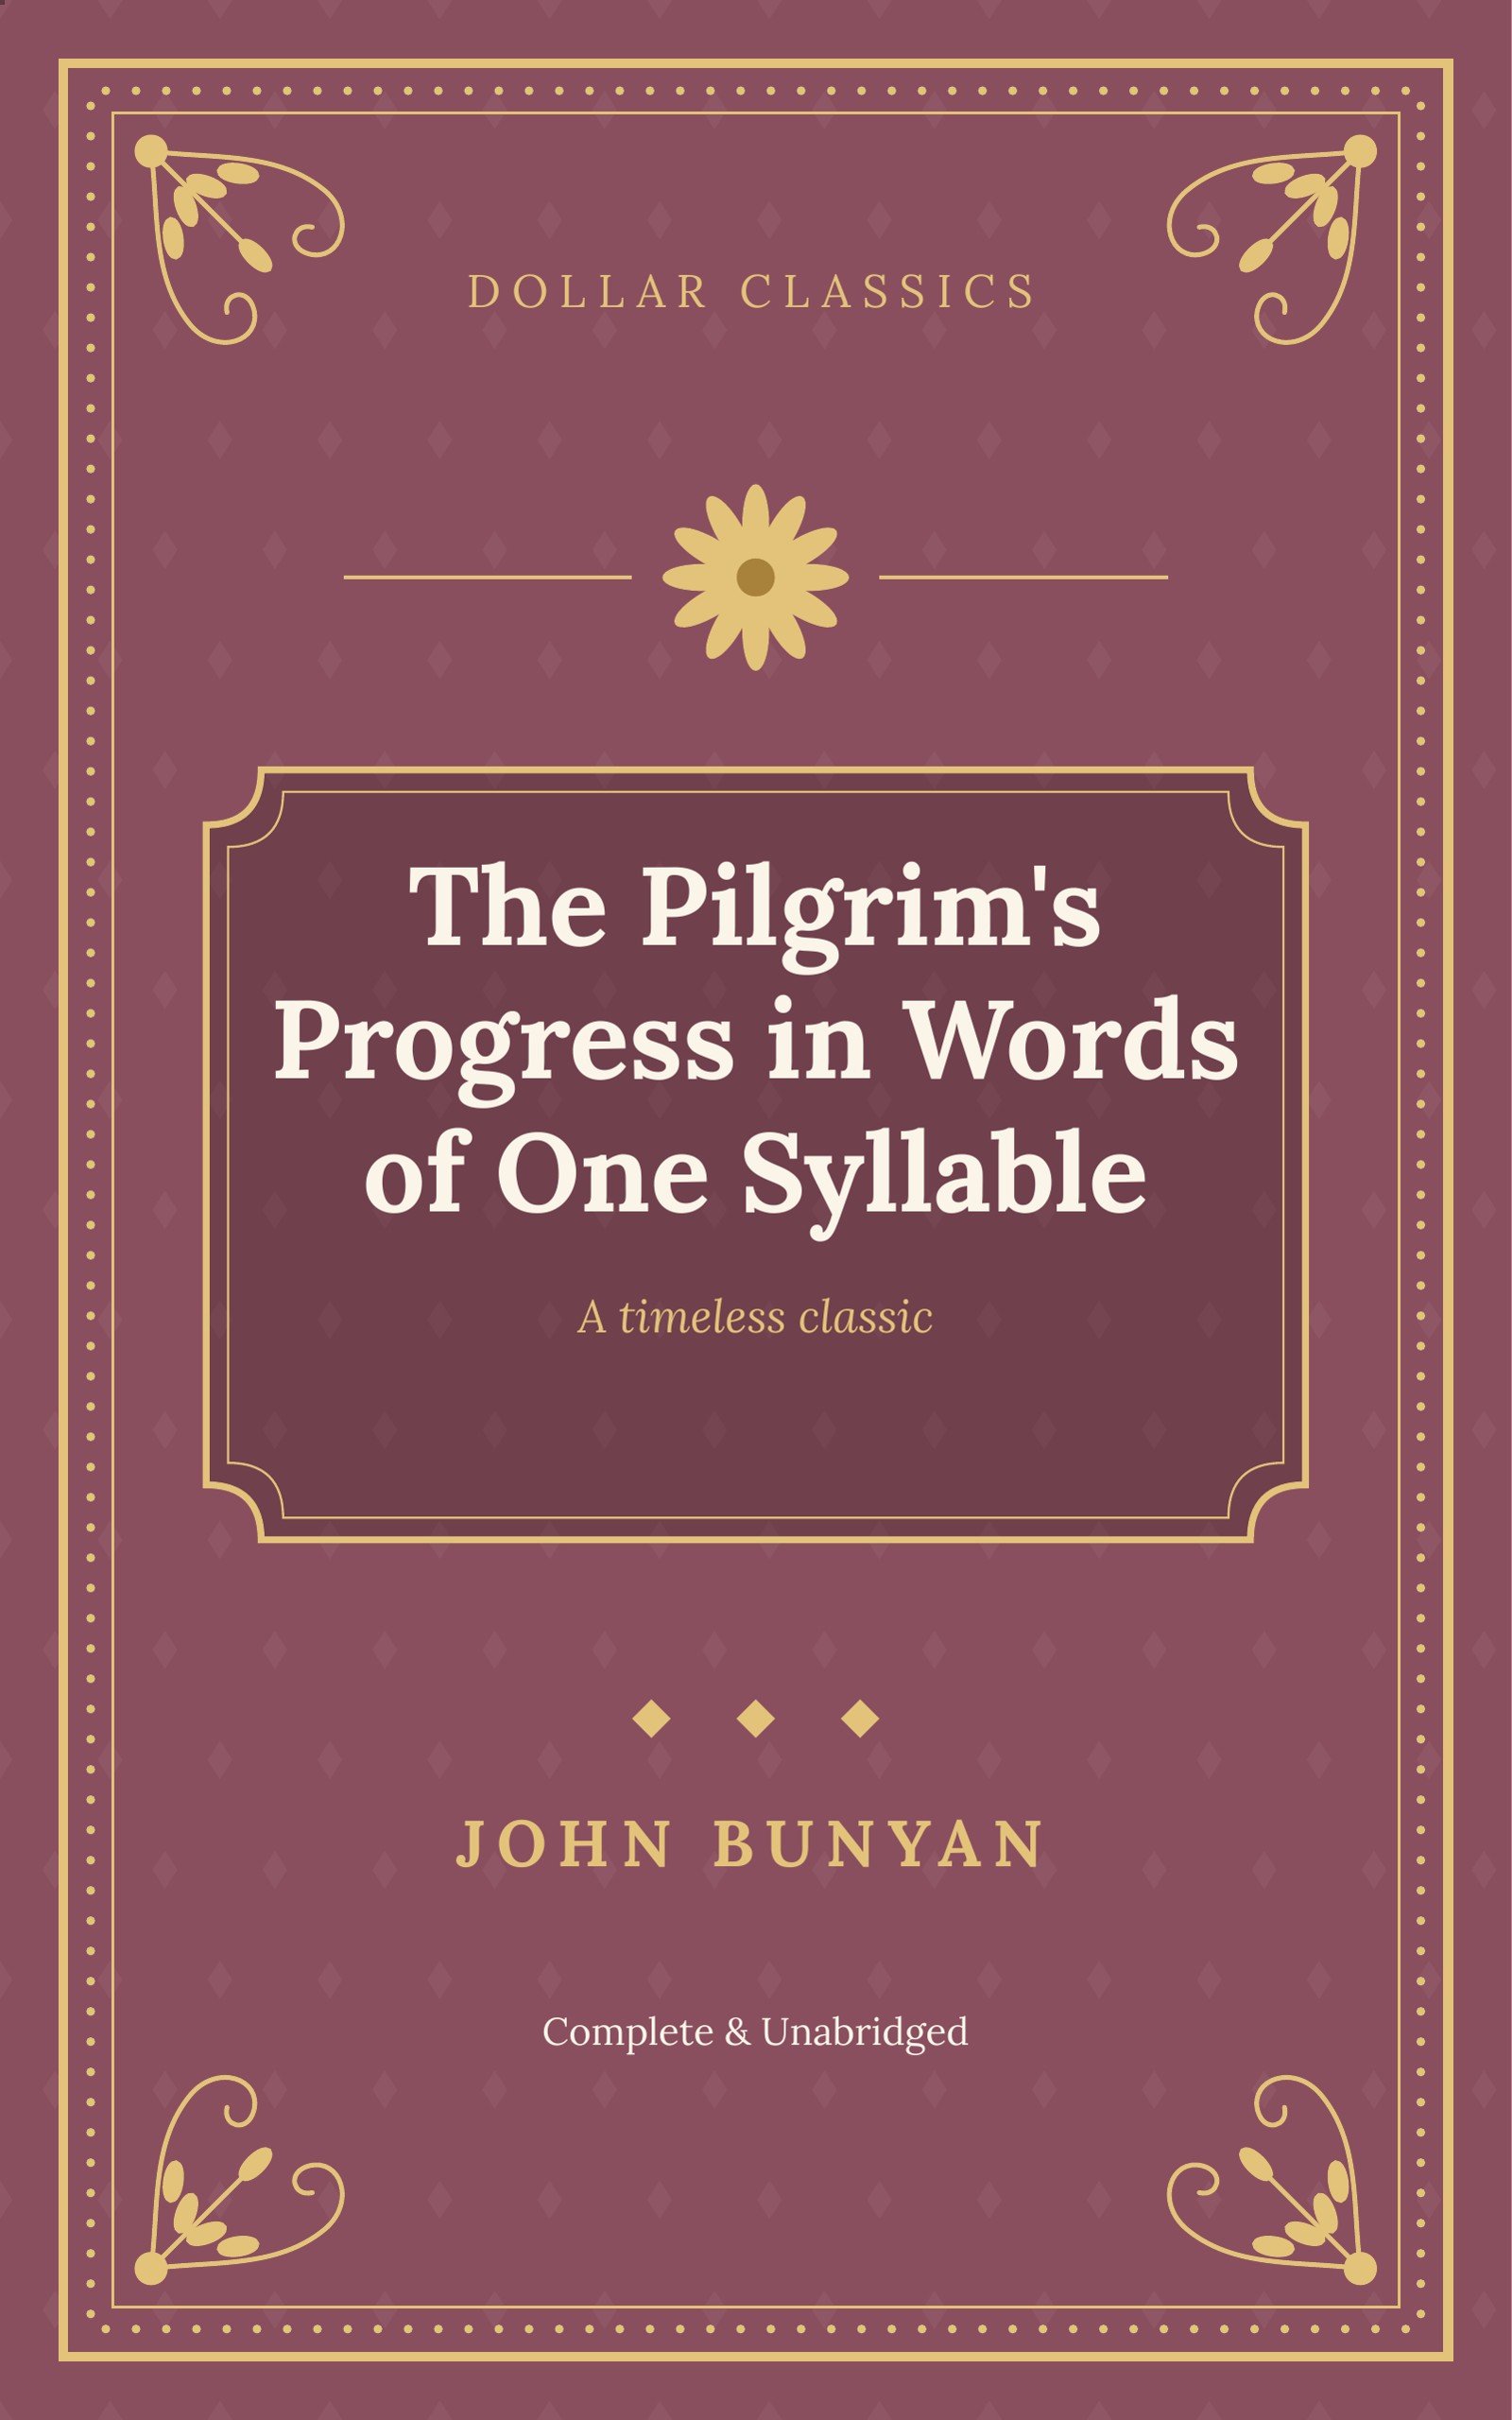 DOLLAR CLASSICS
The Pilgrim's
Progress in Words
of One Syllable
A timeless classic
JOHN BUNYAN
Complete & Unabridged